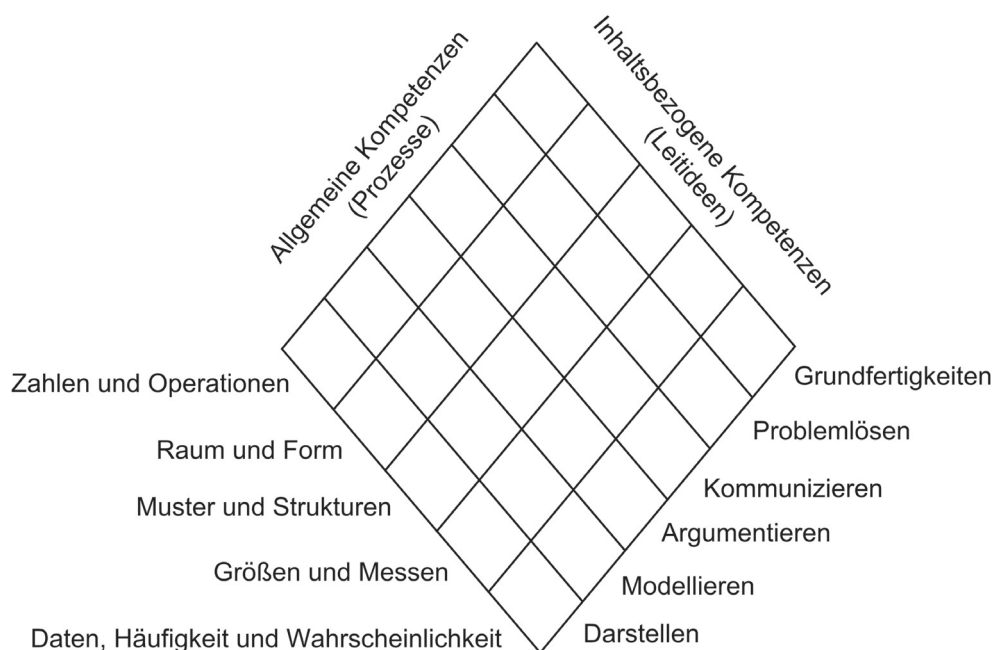 Allgemeine Kompetenzen
(Prozesse)
Inhaltsbezogene Kompetenzen
(Leitideen)
Zahlen und Operationen
Raum und Form
Muster und Strukturen
Größen und Messen
Daten, Häufigkeit und Wahrscheinlichkeit
Grundfertigkeiten
Problemlösen
Kommunizieren
Argumentieren
Modellieren
Darstellen